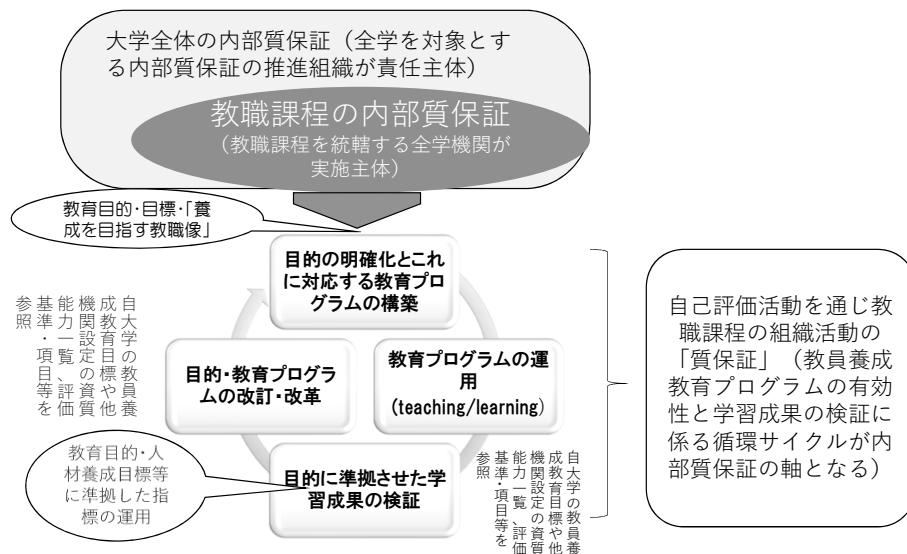 大学全体の内部質保証（全学を対象とす
る内部質保証の推進組織が責任主体）
教職課程の内部質保証
（教職課程を統轄する全学機関が
実施主体）
教育目的・目標・「養
成を目指す教職像」
目的の明確化とこれ
に対応する教育プロ
グラムの構築
自大学の教員養
成教育目標や他
機関設定の資質
能力一覧、評価
基準・項目等を
参照
目的・教育プログラ
ムの改訂・改革
教育プログラムの運
用
(teaching/learning)
教育目的・人
材養成目標等
に準拠した指
標の運用
目的に準拠させた学
習成果の検証
自大学の教員養
成教育目標や他
機関設定の資質
能力一覧、評価
基準・項目等を
参照
自己評価活動を通じ教
職課程の組織活動の
「質保証」（教員養成
教育プログラムの有効
性と学習成果の検証に
係る循環サイクルが内
部質保証の軸となる）